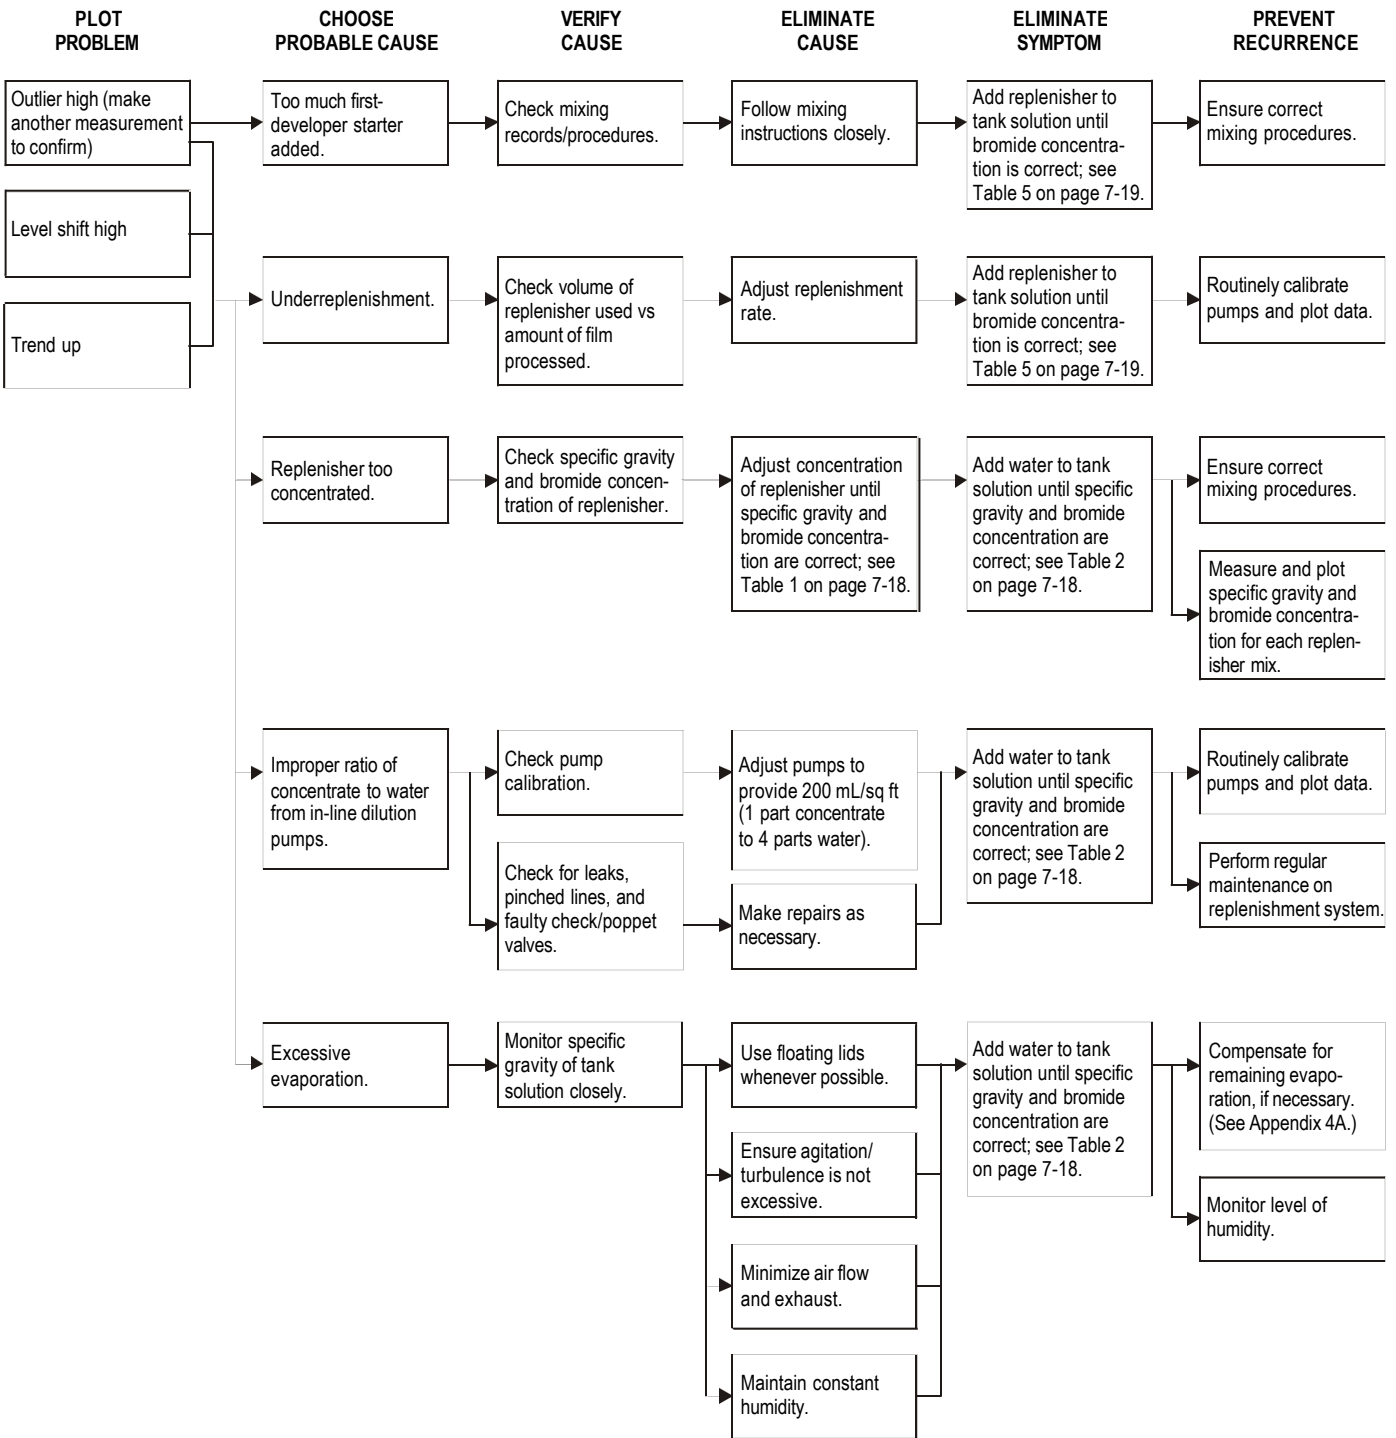 PLOT
PROBLEM
CHOOSE
PROBABLE CAUSE
VERIFY
CAUSE
ELIMINATE
CAUSE
ELIMINATE
SYMPTOM
PREVENT
RECURRENCE
Outlier high (make
another measurement
to confirm)
Level shift high
Trend up
Too much first-
developer starter
added.
Check mixing
records/procedures.
Follow mixing
instructions closely.
Add replenisher to
tank solution until
bromide concentra-
tion is correct; see
Table 5 on page 7-19.
Ensure correct
mixing procedures.
Underreplenishment.
Check volume of
replenisher used vs
amount of film
processed.
Adjust replenishment
rate.
Add replenisher to
tank solution until
bromide concentra-
tion is correct; see
Table 5 on page 7-19.
Routinely calibrate
pumps and plot data.
Replenisher too
concentrated.
Check specific gravity
and bromide concen-
tration of replenisher.
Adjust concentration
of replenisher until
specific gravity and
bromide concentra-
tion are correct; see
Table 1 on page 7-18.
Add water to tank
solution until specific
gravity and bromide
concentration are
correct; see Table 2
on page 7-18.
Ensure correct
mixing procedures.
Measure and plot
specific gravity and
bromide concentra-
tion for each replen-
isher mix.
Improper ratio of
concentrate to water
from in-line dilution
pumps.
Check pump
calibration.
Check for leaks,
pinched lines, and
faulty check/poppet
valves.
Adjust pumps to
provide 200 mL/sq ft
(1 part concentrate
to 4 parts water).
Make repairs as
necessary.
Add water to tank
solution until specific
gravity and bromide
concentration are
correct; see Table 2
on page 7-18.
Routinely calibrate
pumps and plot data.
Perform regular
maintenance on
replenishment system.
Excessive
evaporation.
Monitor specific
gravity of tank
solution closely.
Use floating lids
whenever possible.
Ensure agitation/
turbulence is not
excessive.
Minimize air flow
and exhaust.
Maintain constant
humidity.
Add water to tank
solution until specific
gravity and bromide
concentration are
correct; see Table 2
on page 7-18.
Compensate for
remaining evapo-
ration, if necessary.
(See Appendix 4A.)
Monitor level of
humidity.